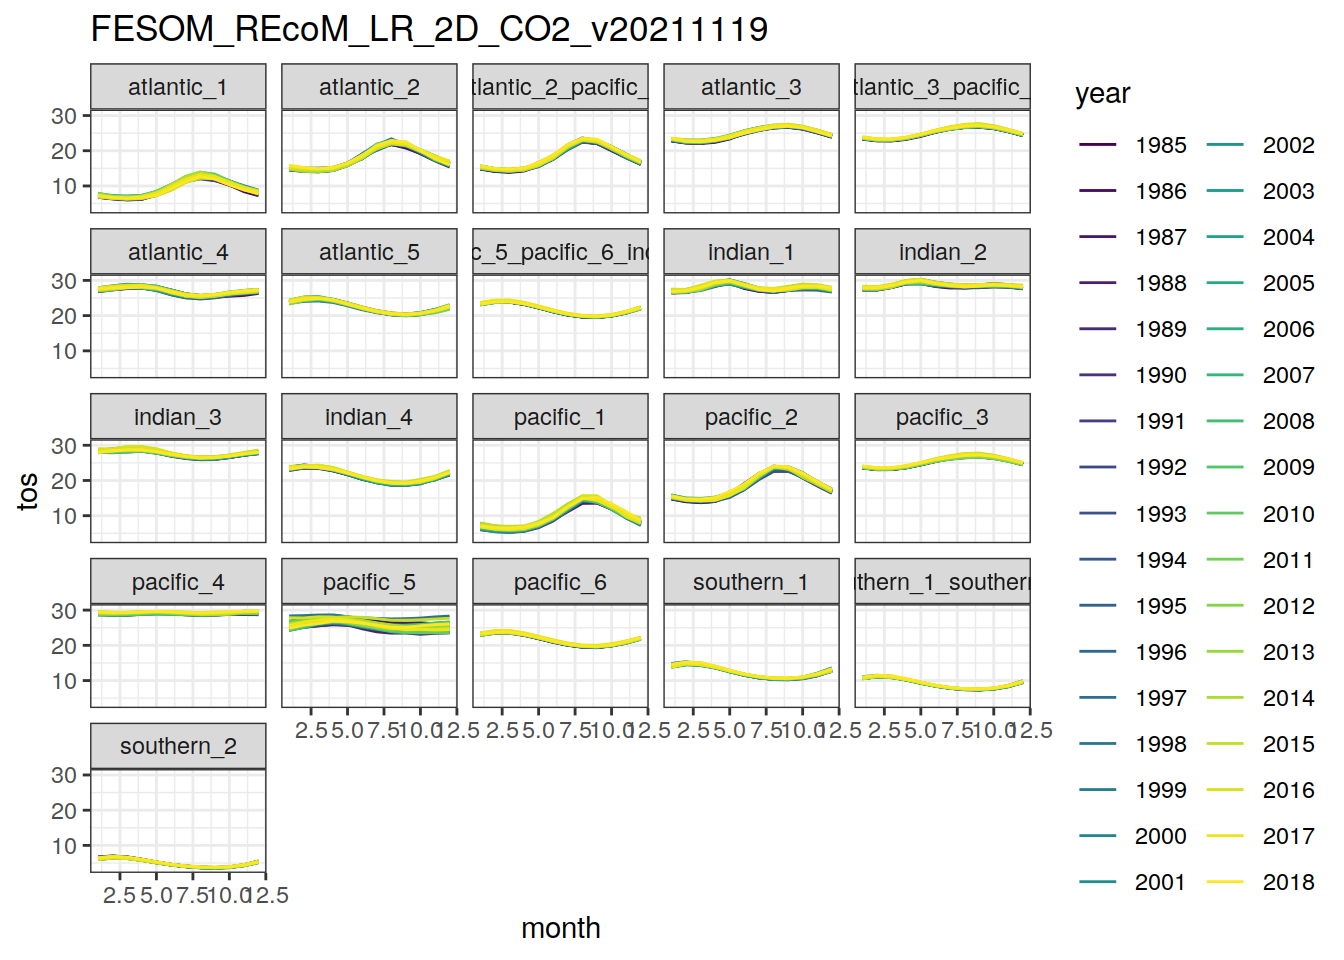 FESOM_REcoM_LR_2D_CO2_v20211119
atlantic_1
atlantic_2
tlantic_2_pacific_
atlantic_3
tlantic_3_pacific_
30
20
10
atlantic_4
atlantic_5
c_5_pacific_6_ind
indian_1
indian_2
30
20
10
indian_3
indian_4
pacific_1
pacific_2
pacific_3
30
20
10
pacific_4
pacific_5
pacific_6
southern_1
thern_1_southern
30
20
10
2.5 5.0 7.5 10.0 12.5
2.5 5.0 7.5 10.0 12.5
2.5 5.0 7.5 10.0 12.5
2.5 5.0 7.5 10.0 12.5
southern_2
30
20
10
2.5 5.0 7.5 10.0 12.5
month
tos
year
1985
1986
1987
1988
1989
1990
1991
1992
1993
1994
1995
1996
1997
1998
1999
2000
2001
2002
2003
2004
2005
2006
2007
2008
2009
2010
2011
2012
2013
2014
2015
2016
2017
2018